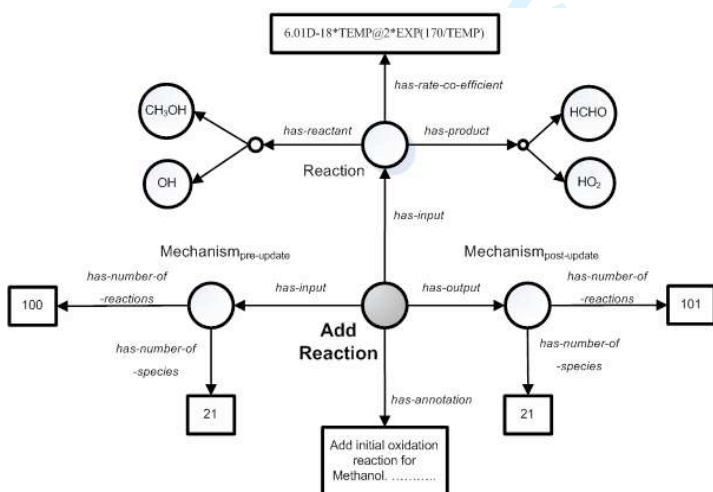 6.01D-18*TEMP@2*EXP(170/TEMP)
has-rate-co-efficient
CH₃OH
HCHO
has-reactant
has-product
OH
Reaction
HO₂
has-input
Mechanismpre-update
Mechanismpost-update
has-number-of
-reactions
has-number-of
-reactions
has-input
has-output
100
101
Add
Reaction
has-number-of
-species
has-number-of
-species
has-annotation
21
21
Add initial oxidation
reaction for
Methanol. ...........